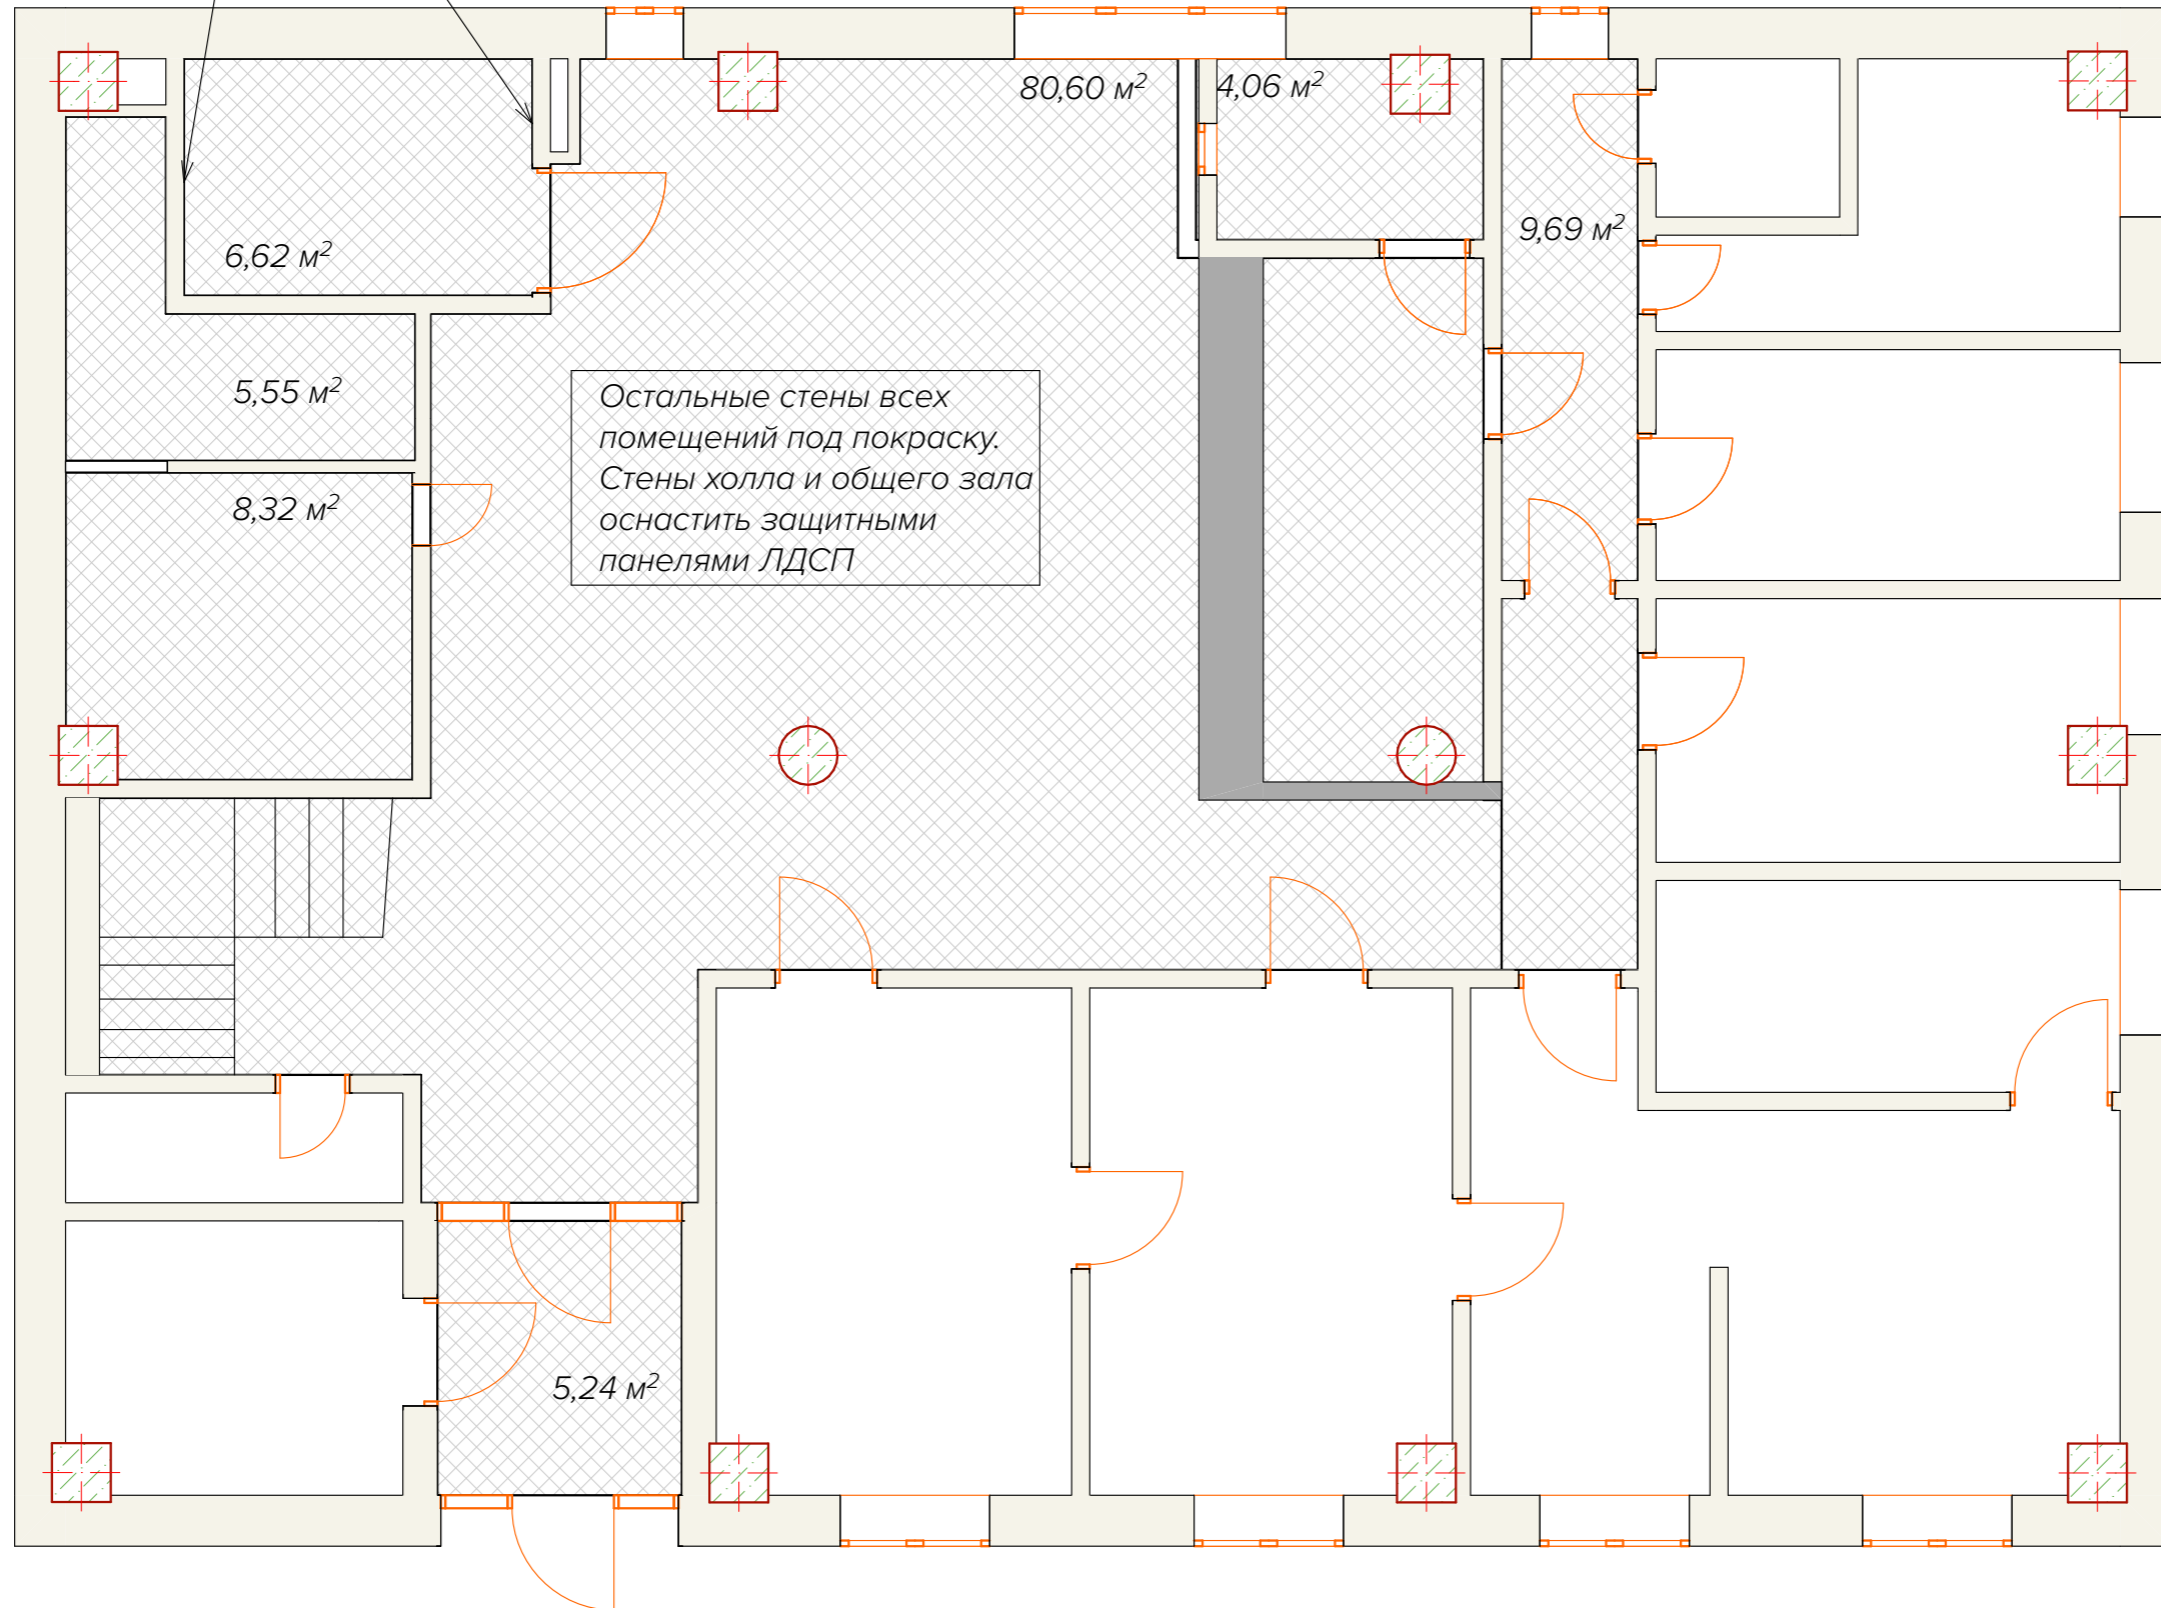 80,60 м²
4,06 м²
9,69 м²
6,62 м²
5,55 м²
8,32 м²
Остальные стены всех
помещений под покраску.
Стены холла и общего зала
оснастить защитными
панелями ЛДСП
5,24 м²